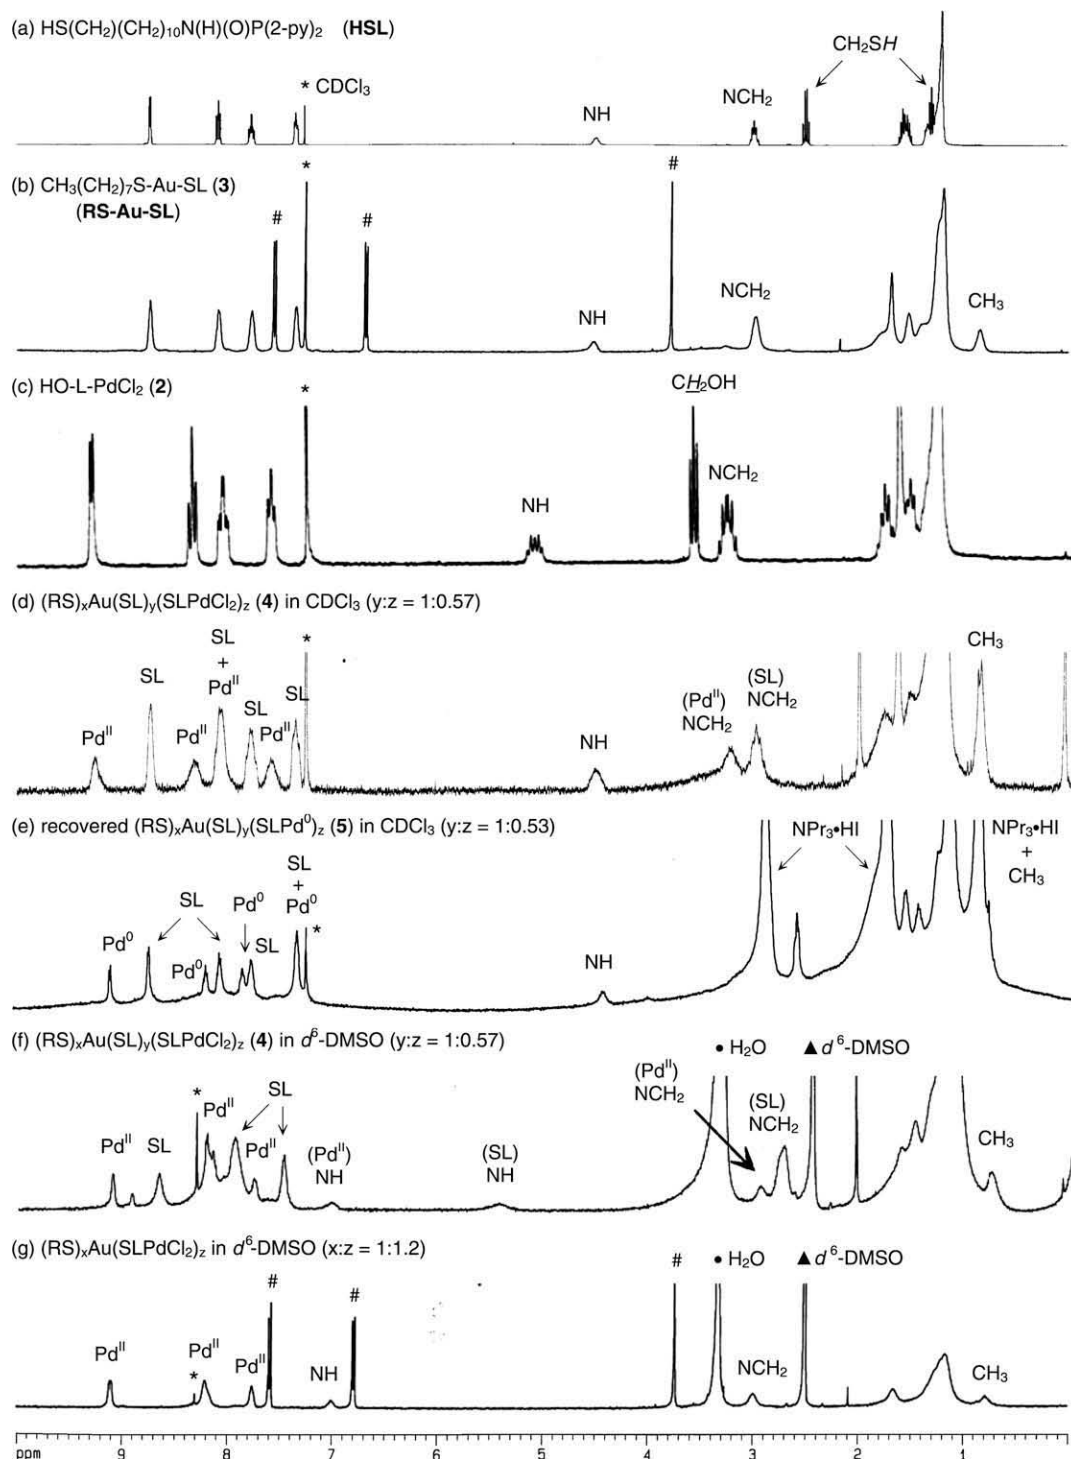 (a) HS(CH₂)(CH₂)₁₀N(H)(O)P(2-py)₂ (HSL)
CH₂SH
* CDCl₃
NH
NCH₂
(b) CH₃(CH₂)₇S-Au-SL (3)
(RS-Au-SL)
* # # #
NH
NCH₂
CH₃
(c) HO-L-PdCl₂ (2)
*
CH₂OH
NH
NCH₂
(d) (RS)ₓAu(SL)ᵧ(SLPdCl₂)z (4) in CDCl₃ (y:z = 1:0.57)
SL
+
Pdᴵᴵ
*
SL
SL
SL
Pdᴵᴵ
Pdᴵᴵ
Pdᴵᴵ
NH
(Pdᴵᴵ)
NCH₂
(SL)
NCH₂
CH₃
(e) recovered (RS)ₓAu(SL)ᵧ(SLPd⁰)z (5) in CDCl₃ (y:z = 1:0.53)
SL
+
Pd⁰
*
SL
Pd⁰
Pd⁰
Pd⁰
SL
NH
NPr₃•HI
NPr₃•HI
+
CH₃
(f) (RS)ₓAu(SL)ᵧ(SLPdCl₂)z (4) in d⁶-DMSO (y:z = 1:0.57)
• H₂O
▲ d⁶-DMSO
*
SL
Pdᴵᴵ
Pdᴵᴵ
SL
Pdᴵᴵ
(Pdᴵᴵ)
NH
(SL)
NH
(Pdᴵᴵ)
NCH₂
(SL)
NCH₂
CH₃
(g) (RS)ₓAu(SLPdCl₂)z in d⁶-DMSO (x:z = 1:1.2)
# # #
• H₂O
▲ d⁶-DMSO
Pdᴵᴵ
Pdᴵᴵ
*
Pdᴵᴵ
NH
NCH₂
CH₃
ppm 9 8 7 6 5 4 3 2 1